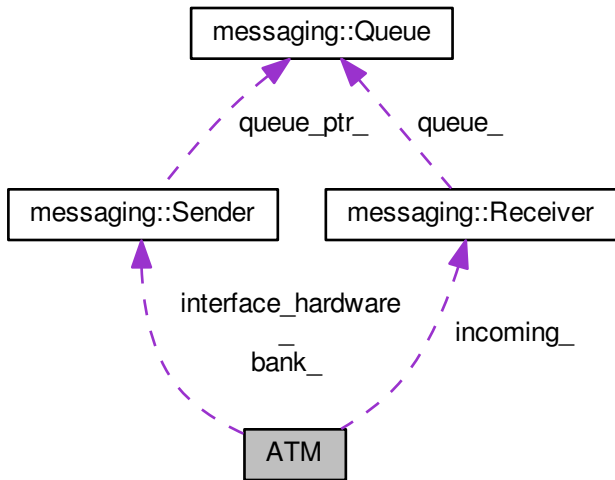 messaging::Queue
queue_ptr_
queue_
messaging::Sender
messaging::Receiver
interface_hardware
_
bank_
incoming_
ATM